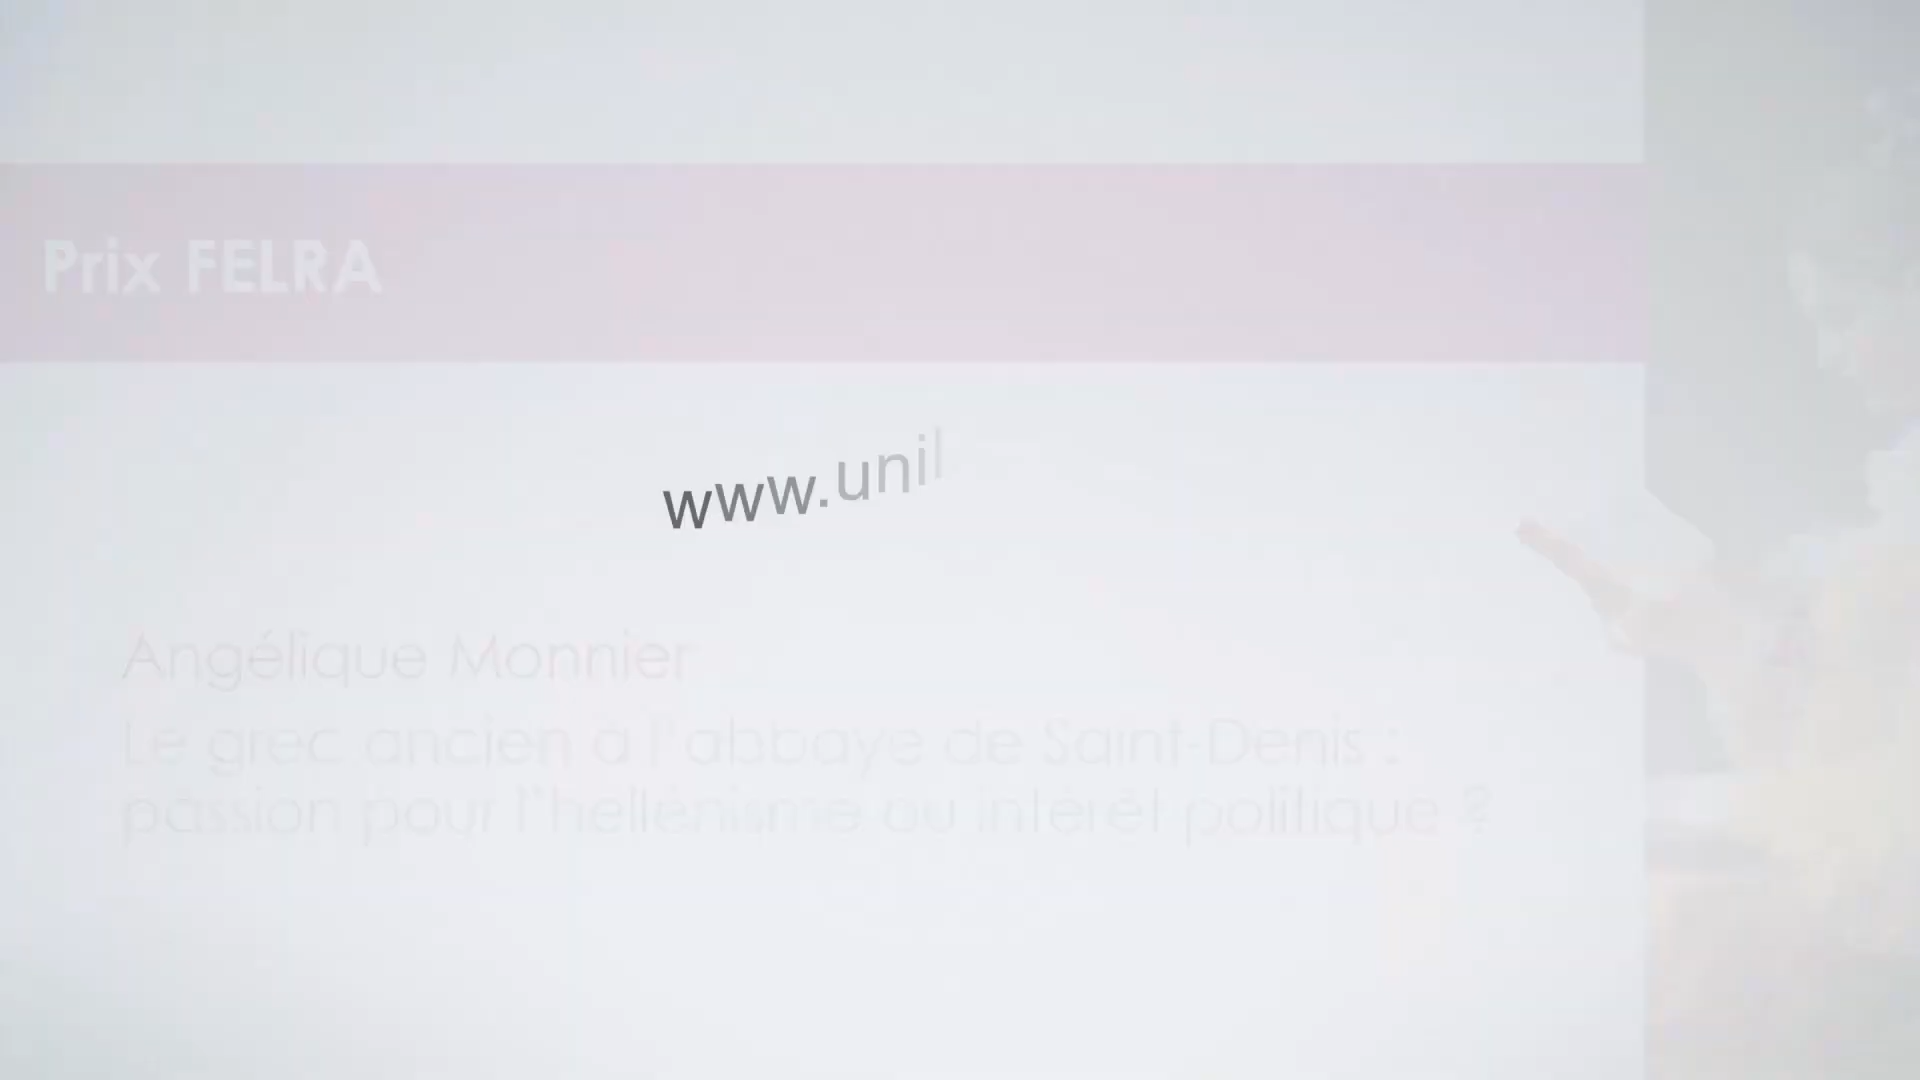 Prix FELRA
www.unil
Angélique Monnier
Le grec ancien à l'abbaye de Saint-Denis :
passion pour l'hellénisme ou intérêt politique ?